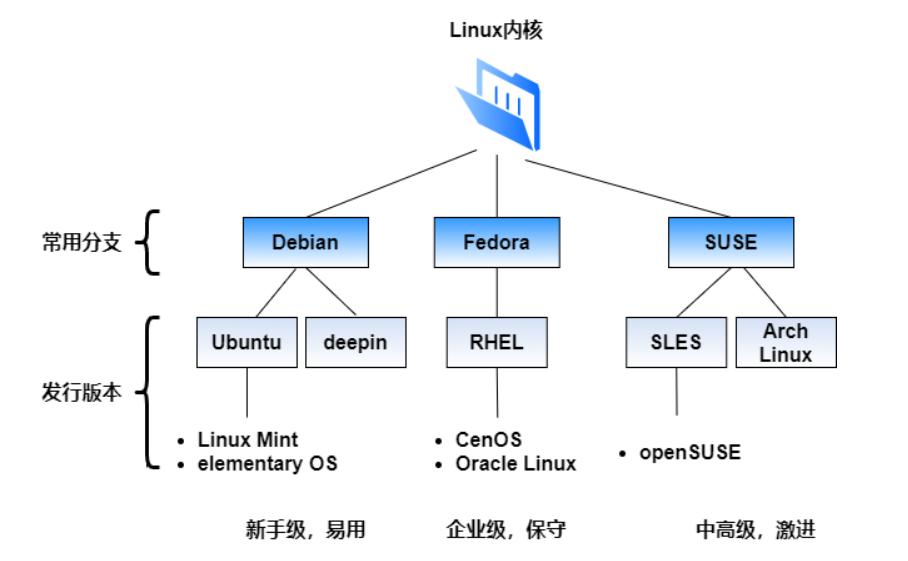 Linux内核
常用分支
Debian
Fedora
SUSE
发行版本
Ubuntu
deepin
RHEL
SLES
Arch
Linux
• Linux Mint
• elementary OS
• CenOS
• Oracle Linux
• openSUSE
新手级，易用
企业级，保守
中高级，激进